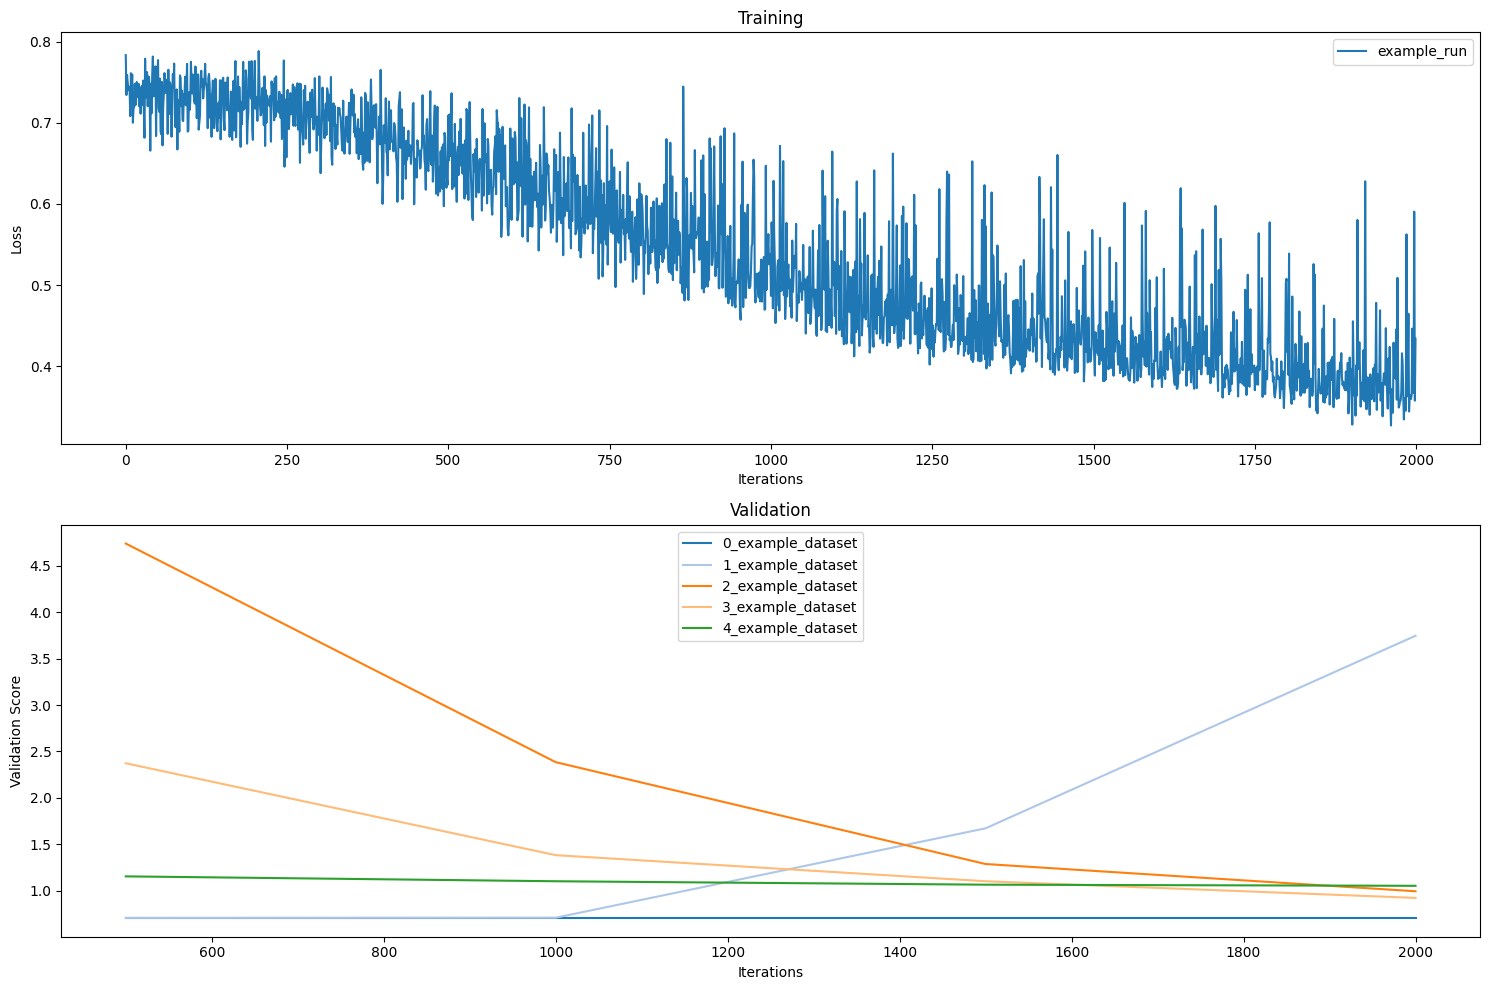 Training
example_run
Loss
0.8
0.7
0.6
0.5
0.4
0 250 500 750 1000 1250 1500 1750 2000
Iterations
Validation
0_example_dataset
1_example_dataset
2_example_dataset
3_example_dataset
4_example_dataset
Validation Score
4.5
4.0
3.5
3.0
2.5
2.0
1.5
1.0
600 800 1000 1200 1400 1600 1800 2000
Iterations